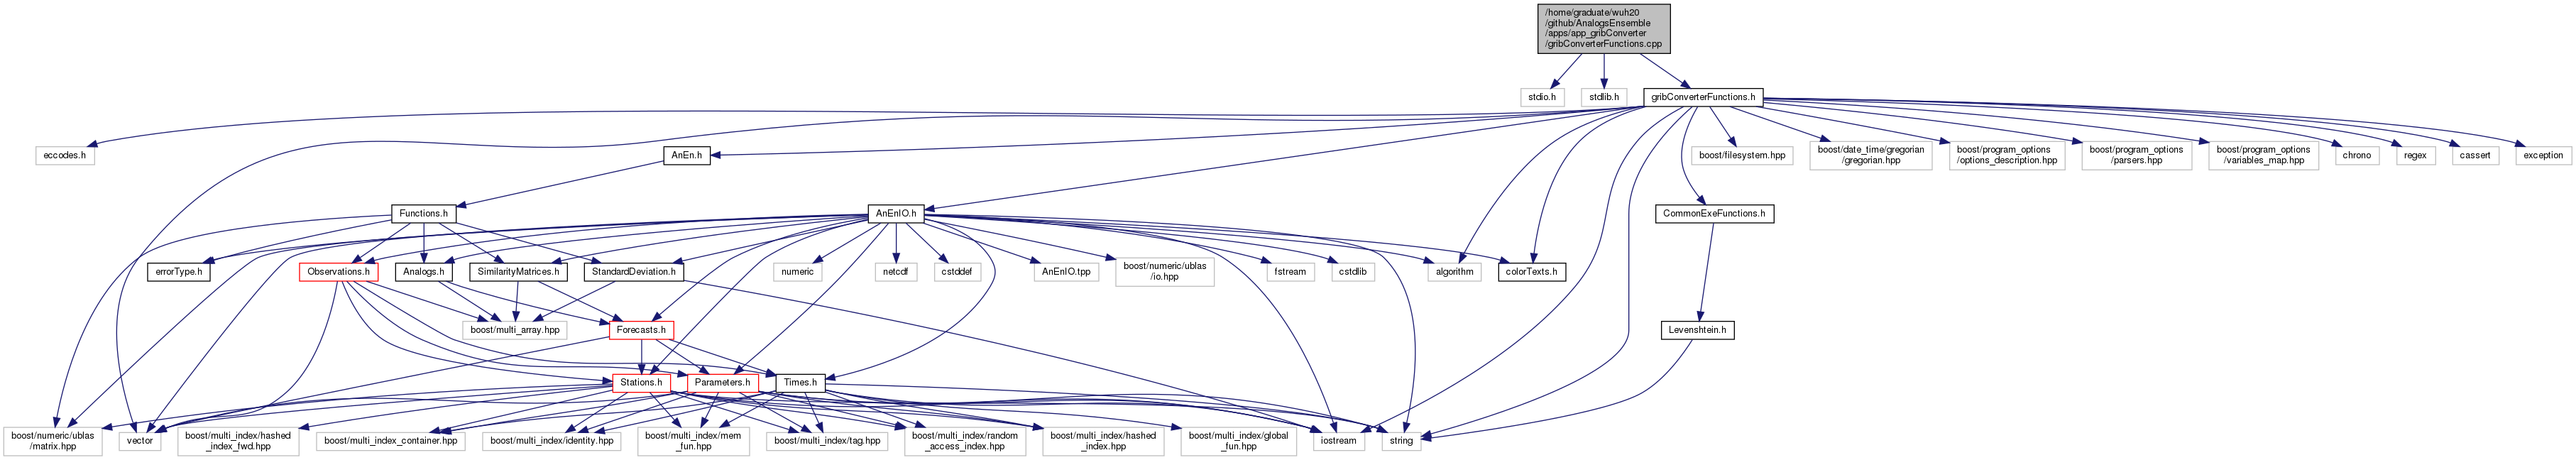 /home/graduate/wuh20
/github/AnalogsEnsemble
/apps/app_gribConverter
/gribConverterFunctions.cpp
stdio.h
stdlib.h
gribConverterFunctions.h
eccodes.h
AnEn.h
boost/filesystem.hpp
boost/date_time/gregorian
/gregorian.hpp
boost/program_options
/options_description.hpp
boost/program_options
/parsers.hpp
boost/program_options
/variables_map.hpp
chrono
regex
cassert
exception
Functions.h
AnEnIO.h
CommonExeFunctions.h
errorType.h
Observations.h
Analogs.h
SimilarityMatrices.h
StandardDeviation.h
numeric
netcdf
cstddef
AnEnIO.tpp
boost/numeric/ublas
/io.hpp
fstream
cstdlib
algorithm
colorTexts.h
boost/multi_array.hpp
Forecasts.h
Levenshtein.h
Stations.h
Parameters.h
Times.h
boost/numeric/ublas
/matrix.hpp
vector
boost/multi_index/hashed
_index_fwd.hpp
boost/multi_index_container.hpp
boost/multi_index/identity.hpp
boost/multi_index/mem
_fun.hpp
boost/multi_index/tag.hpp
boost/multi_index/random
_access_index.hpp
boost/multi_index/hashed
_index.hpp
boost/multi_index/global
_fun.hpp
iostream
string